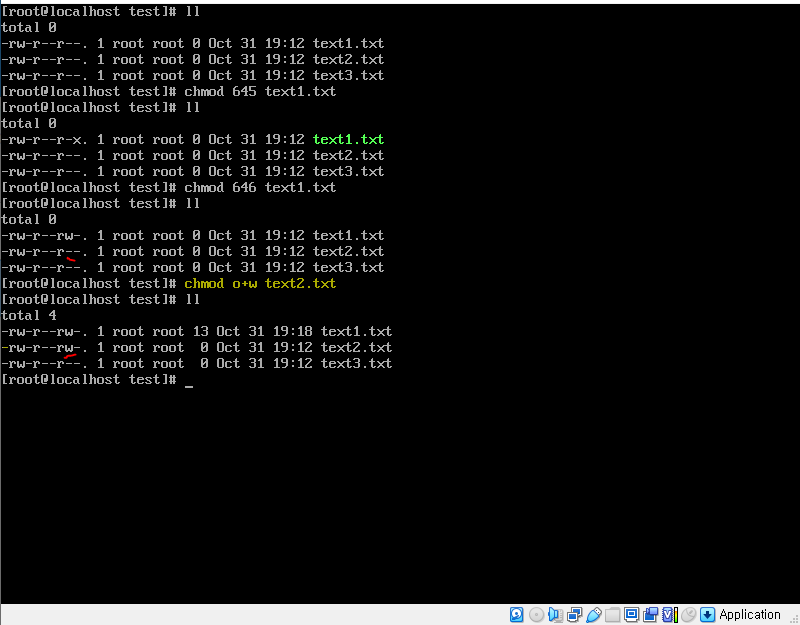 [root@localhost test]# ll
total 0
-rw-r--r--. 1 root root 0 Oct 31 19:12 text1.txt
-rw-r--r--. 1 root root 0 Oct 31 19:12 text2.txt
-rw-r--r--. 1 root root 0 Oct 31 19:12 text3.txt
[root@localhost test]# chmod 645 text1.txt
[root@localhost test]# ll
total 0
-rw-r--r-x. 1 root root 0 Oct 31 19:12 text1.txt
-rw-r--r--. 1 root root 0 Oct 31 19:12 text2.txt
-rw-r--r--. 1 root root 0 Oct 31 19:12 text3.txt
[root@localhost test]# chmod 646 text1.txt
[root@localhost test]# ll
total 0
-rw-r--rw-. 1 root root 0 Oct 31 19:12 text1.txt
-rw-r--r--. 1 root root 0 Oct 31 19:12 text2.txt
-rw-r--r--. 1 root root 0 Oct 31 19:12 text3.txt
[root@localhost test]# chmod o+w text2.txt
[root@localhost test]# ll
total 4
-rw-r--rw-. 1 root root 13 Oct 31 19:18 text1.txt
-rw-r--rw-. 1 root root  0 Oct 31 19:12 text2.txt
-rw-r--r--. 1 root root  0 Oct 31 19:12 text3.txt
[root@localhost test]# _
Application